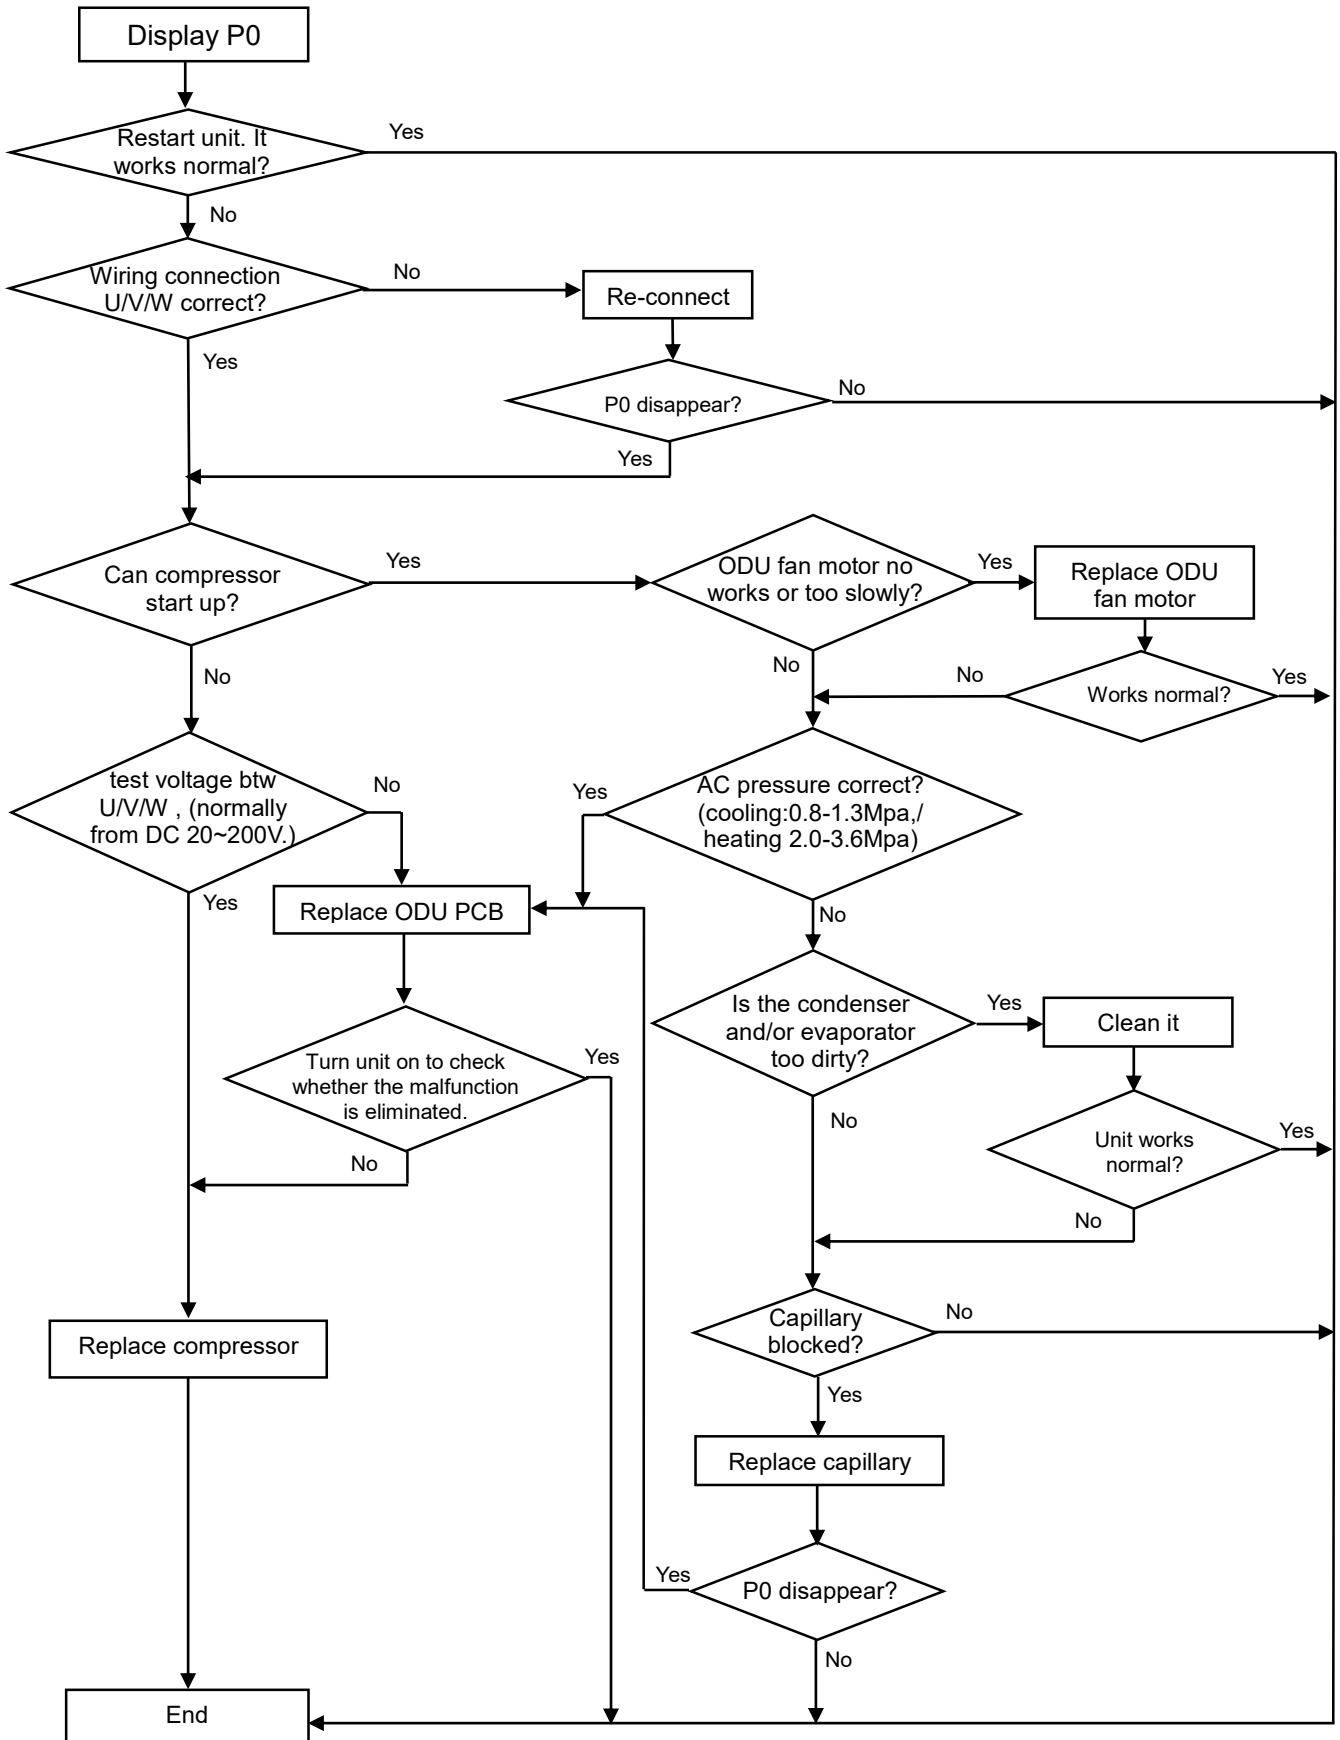 Display P0
Restart unit. It
works normal?
Yes
No
Wiring connection
U/V/W correct?
No
Re-connect
Yes
P0 disappear?
No
Yes
Can compressor
start up?
Yes
ODU fan motor no
works or too slowly?
Yes
Replace ODU
fan motor
No
No
No
Works normal?
Yes
test voltage btw
U/V/W , (normally
from DC 20~200V.)
No
Yes
AC pressure correct?
(cooling:0.8-1.3Mpa,/
heating 2.0-3.6Mpa)
Yes
Replace ODU PCB
No
Is the condenser
and/or evaporator
too dirty?
Yes
Clean it
Turn unit on to check
whether the malfunction
is eliminated.
Yes
No
No
Unit works
normal?
Yes
No
Capillary
blocked?
No
Replace compressor
Yes
Replace capillary
Yes
P0 disappear?
No
End